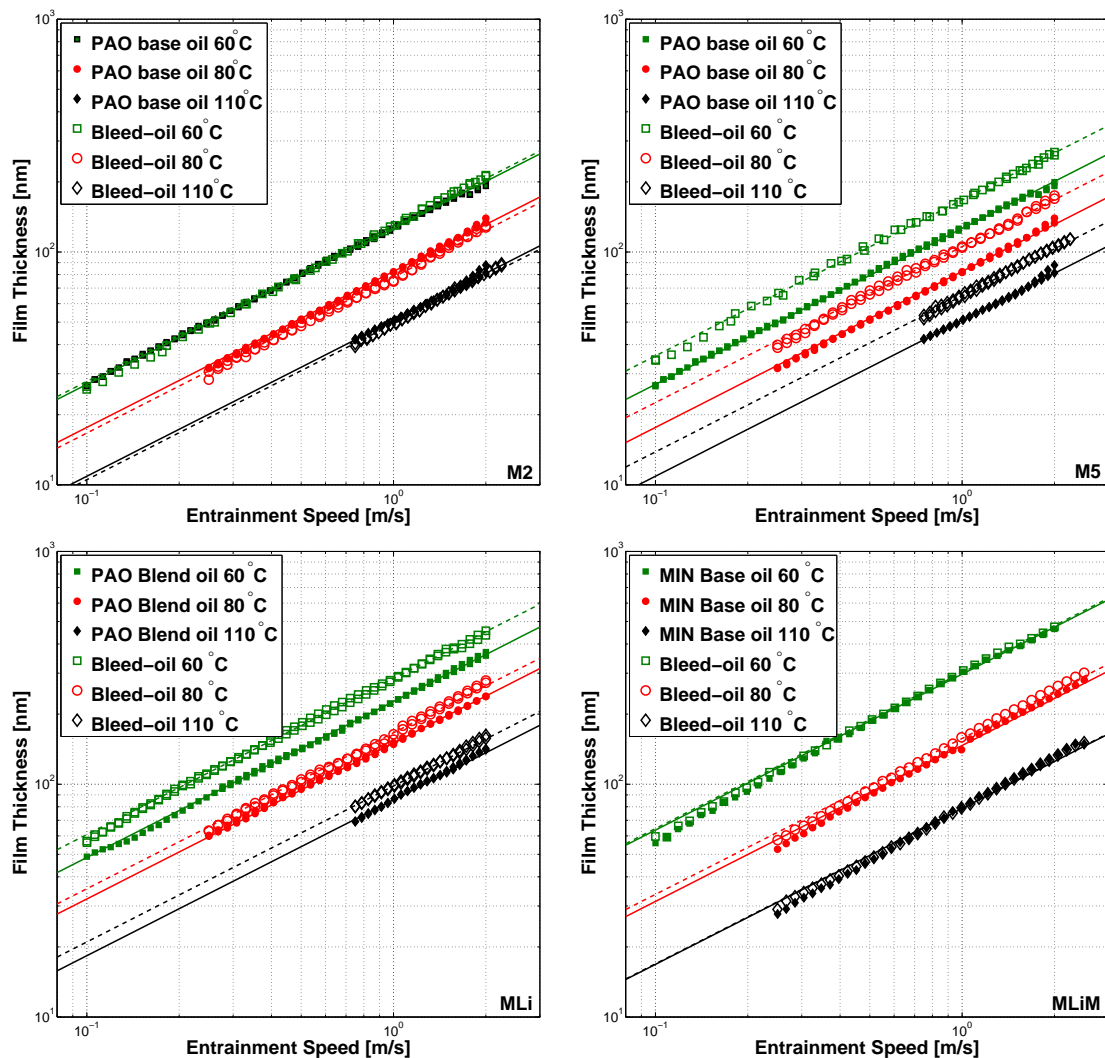 10³
10²
10¹
10⁻¹
10⁰
Film Thickness [nm]
Entrainment Speed [m/s]
PAO base oil 60°C
PAO base oil 80°C
PAO base oil 110°C
Bleed-oil 60°C
Bleed-oil 80°C
Bleed-oil 110°C
M2
10³
10²
10¹
10⁻¹
10⁰
Film Thickness [nm]
Entrainment Speed [m/s]
PAO base oil 60°C
PAO base oil 80°C
PAO base oil 110°C
Bleed-oil 60°C
Bleed-oil 80°C
Bleed-oil 110°C
M5
10³
10²
10¹
10⁻¹
10⁰
Film Thickness [nm]
Entrainment Speed [m/s]
PAO Blend oil 60°C
PAO Blend oil 80°C
PAO Blend oil 110°C
Bleed-oil 60 °C
Bleed-oil 80 °C
Bleed-oil 110 °C
MLi
10³
10²
10¹
10⁻¹
10⁰
Film Thickness [nm]
Entrainment Speed [m/s]
MIN Base oil 60°C
MIN Base oil 80°C
MIN Base oil 110°C
Bleed-oil 60 °C
Bleed-oil 80 °C
Bleed-oil 110 °C
MLiM